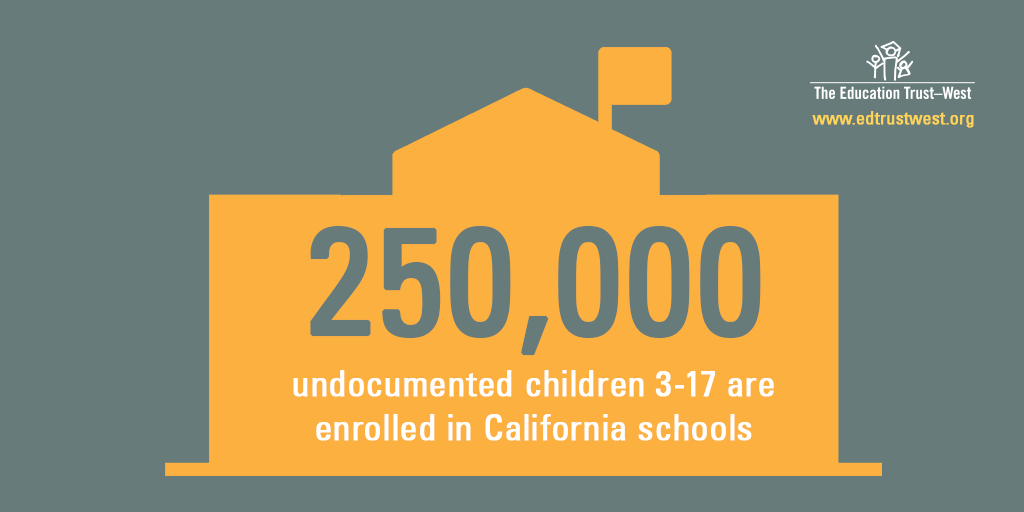 The Education Trust–West
www.edtrustwest.org
250,000
undocumented children 3-17 are
enrolled in California schools